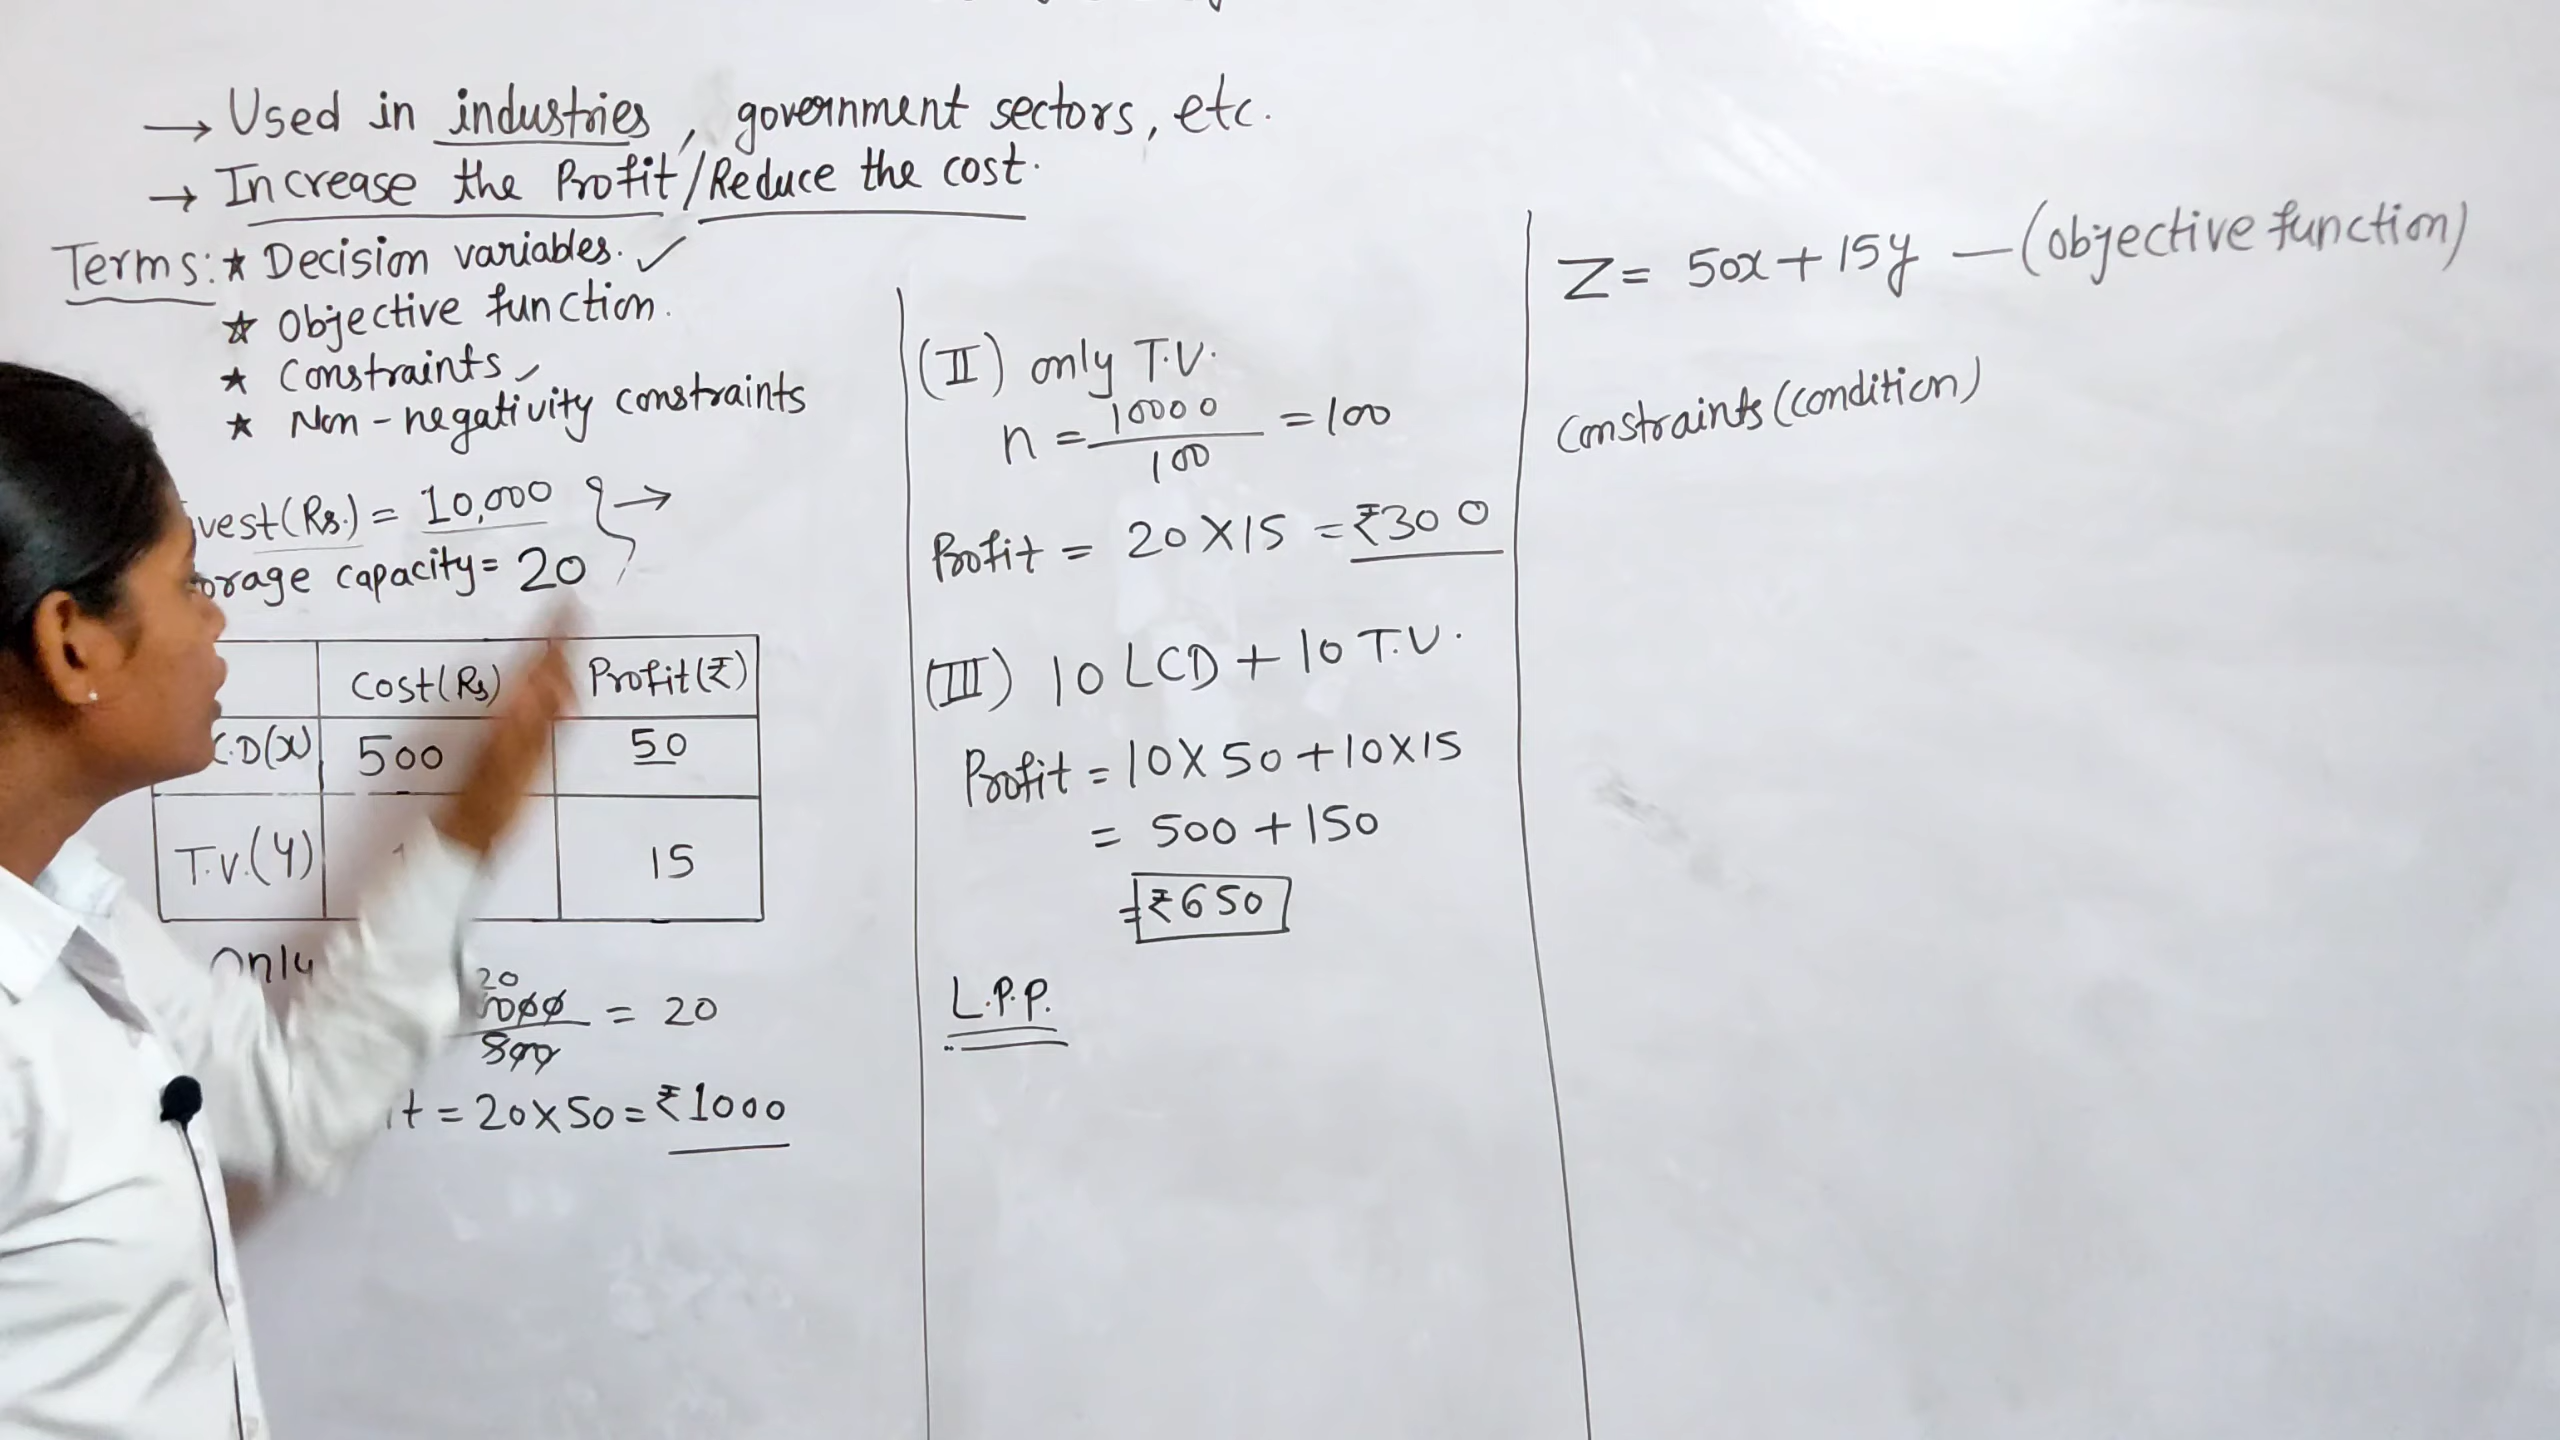 → Used in industries, government sectors, etc.
→ Increase the Profit/Reduce the cost.
Terms: ★ Decision variables. ✓
★ Objective function.
★ Constraints ✓
★ Non-negativity constraints
vest(Rs.) = 10,000 →
orage capacity = 20
Cost(Rs) Profit(₹)
C.D(x) 500 50
T.V.(y) 15
Only
= 20
t = 20 × 50 = ₹1000
(II) only T.V.
n = 10000 / 100 = 100
Profit = 20 × 15 = ₹300
(III) 10 LCD + 10 T.V.
Profit = 10 × 50 + 10 × 15
= 500 + 150
= ₹650
L.P.P.
Z = 50x + 15y — (objective function)
Constraints (condition)